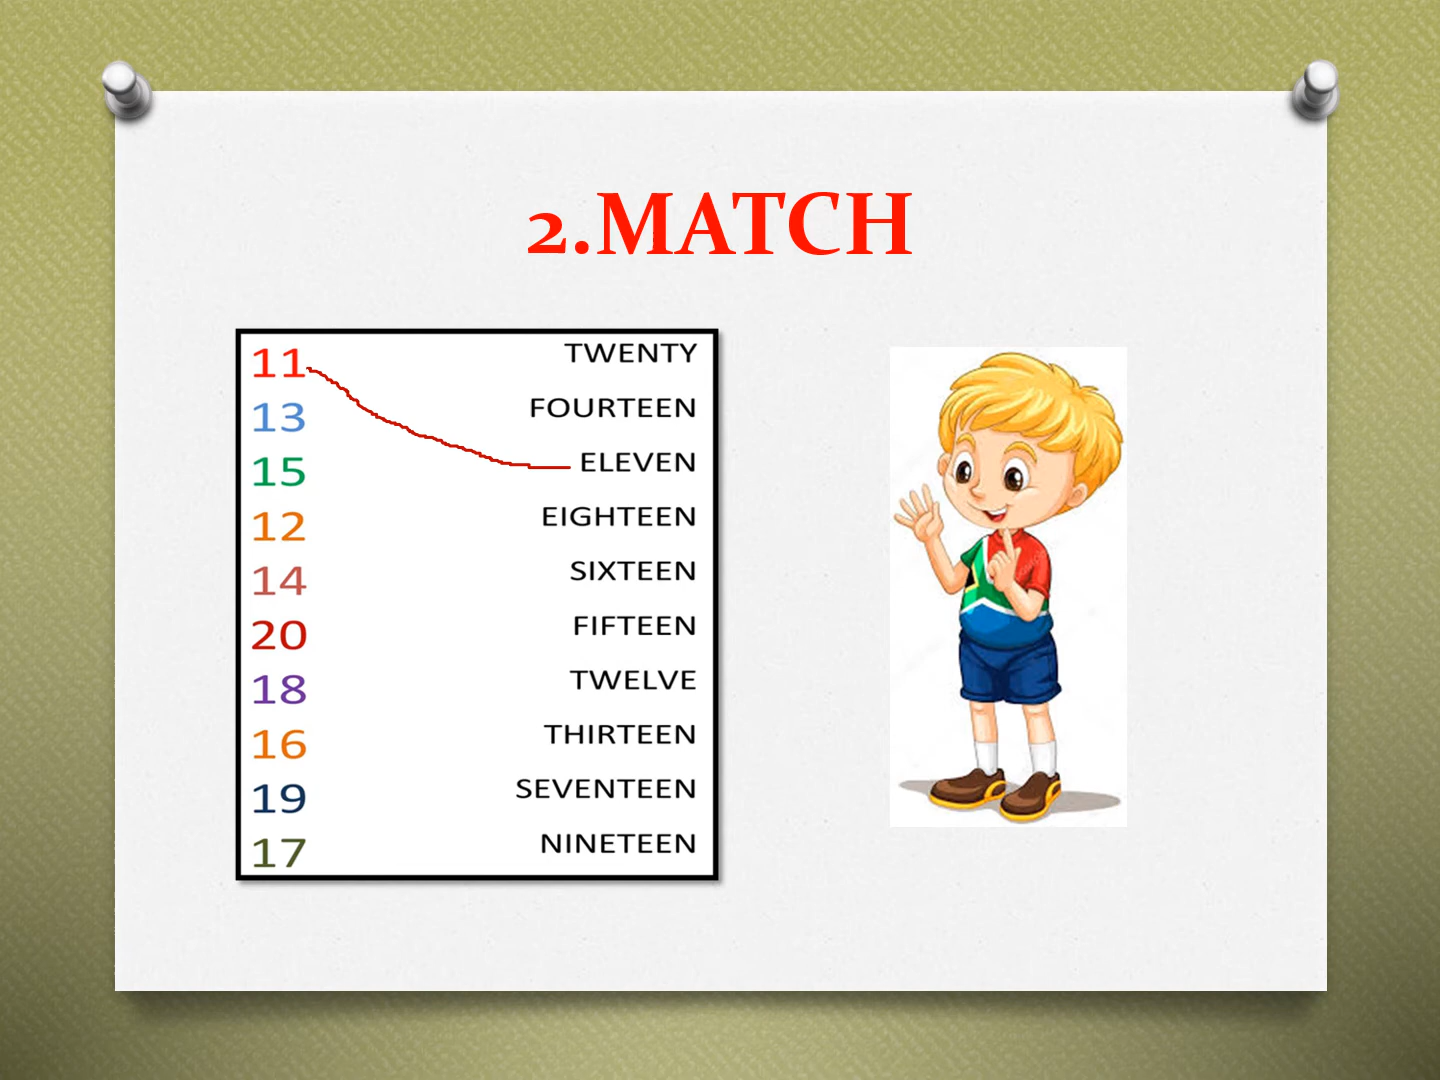 2.MATCH
11 TWENTY
13 FOURTEEN
15 ELEVEN
12 EIGHTEEN
14 SIXTEEN
20 FIFTEEN
18 TWELVE
16 THIRTEEN
19 SEVENTEEN
17 NINETEEN